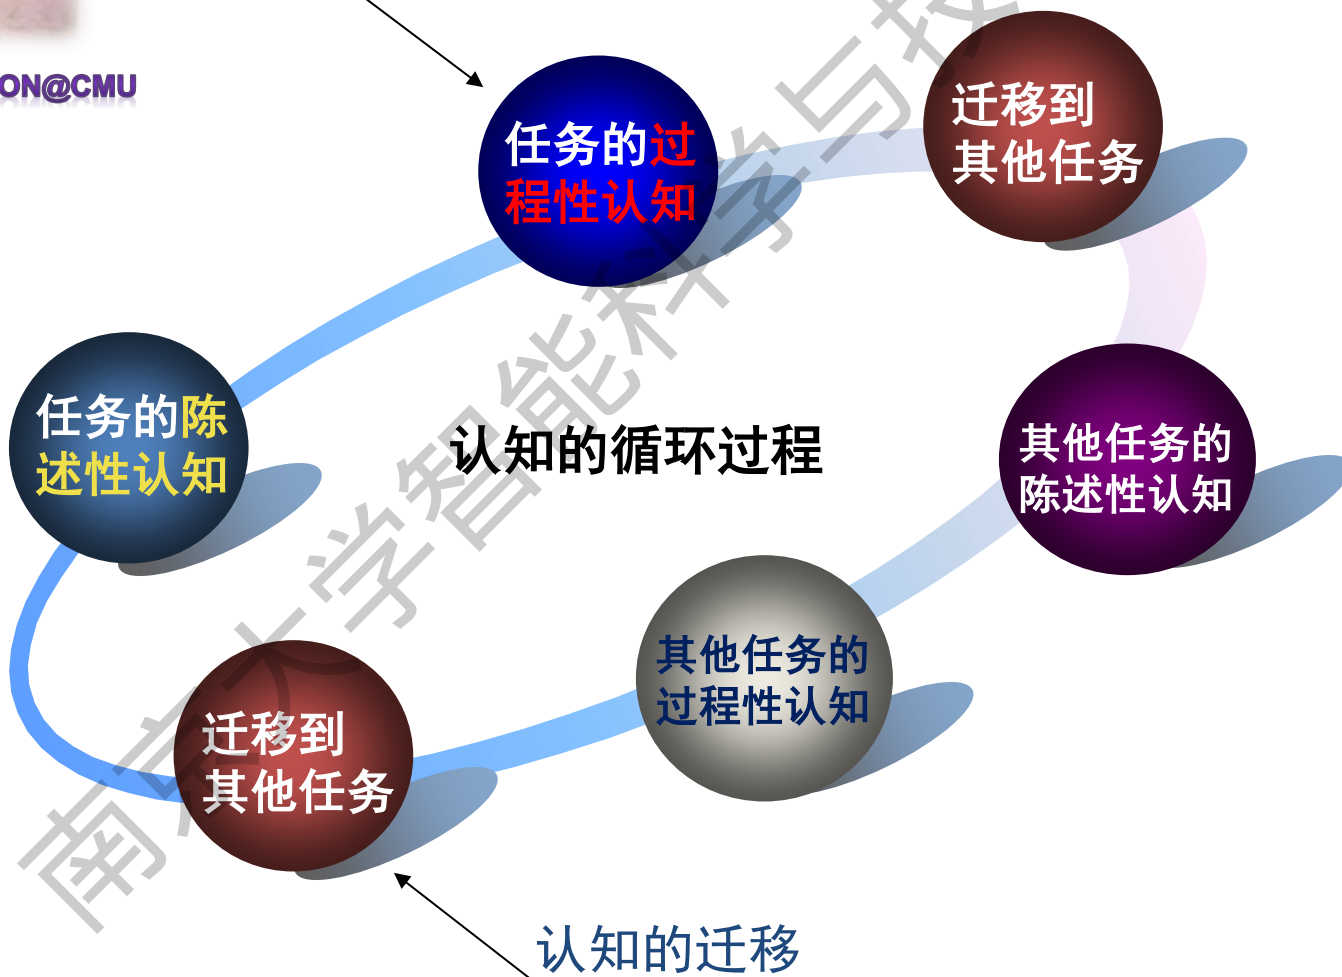 ON@CMU
任务的过
程性认知
迁移到
其他任务
任务的陈
述性认知
认知的循环过程
其他任务的
陈述性认知
其他任务的
过程性认知
迁移到
其他任务
认知的迁移
南京大学智能科学与技